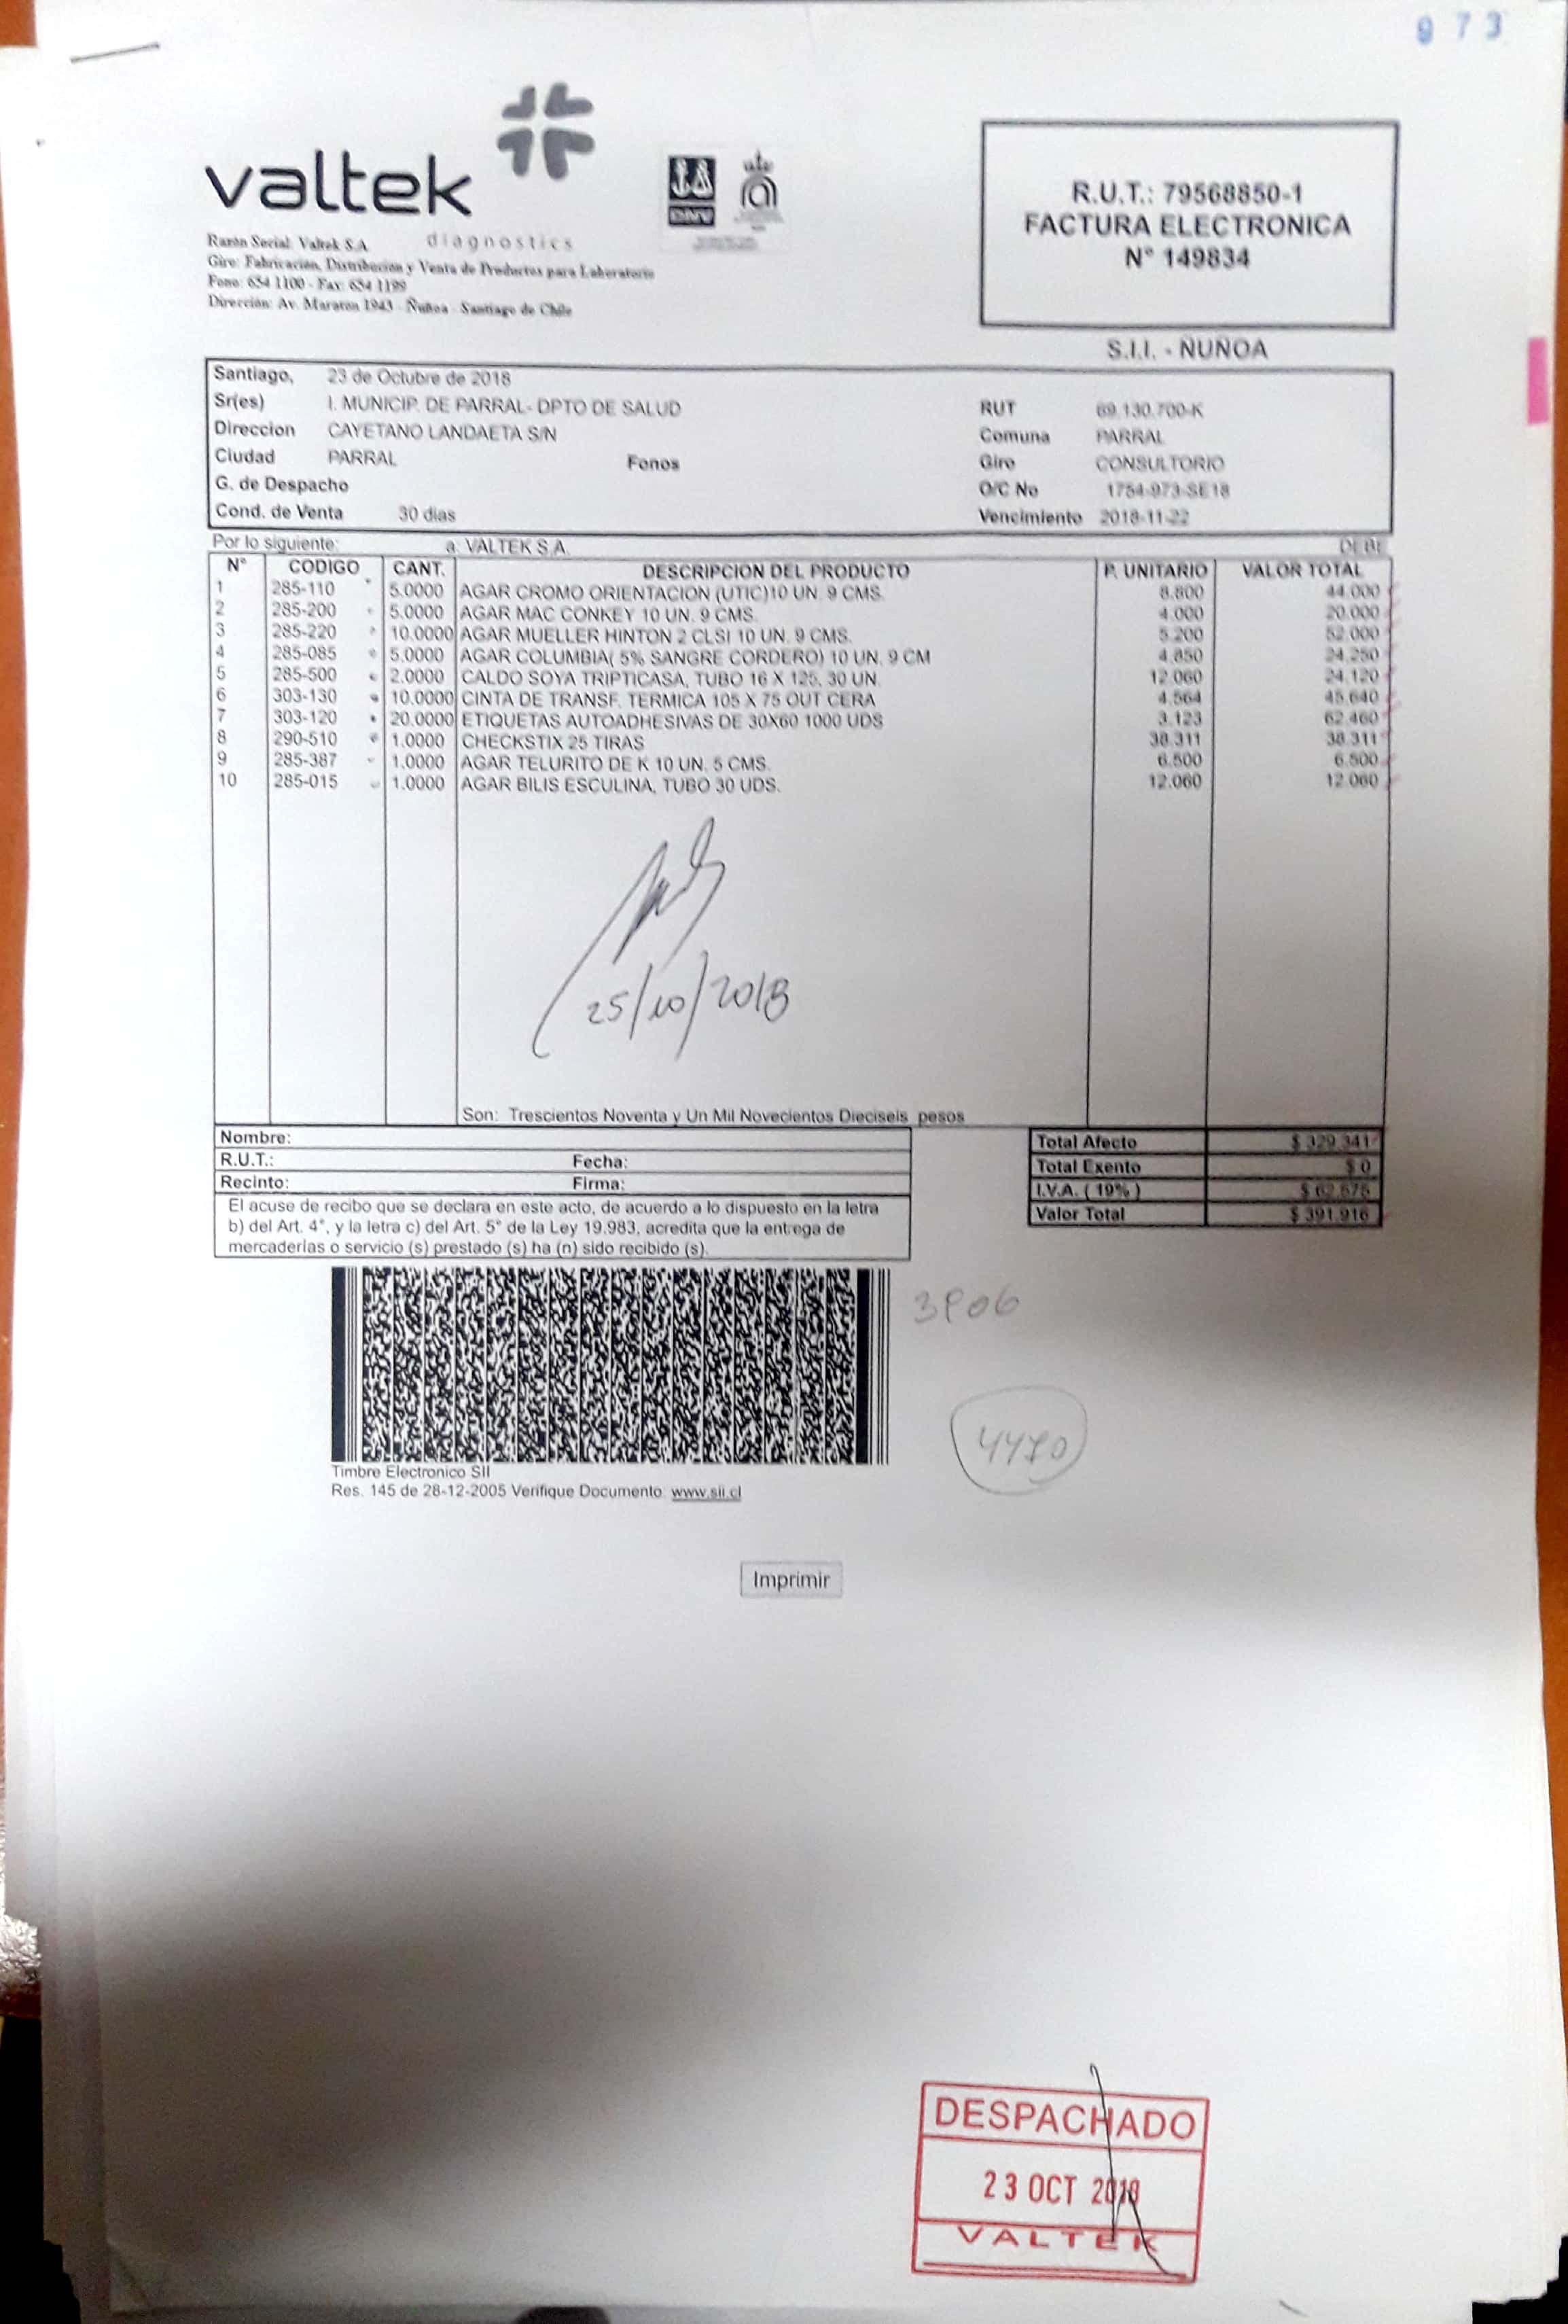 973
valtek
diagnostics
DNV
Razón Social: Valtek S.A.
Giro: Fabricación, Distribución y Venta de Productos para Laboratorio
Fono: 654 1100 - Fax: 654 1199
Dirección: Av. Maratón 1943 - Ñuñoa - Santiago de Chile
R.U.T.: 79568850-1
FACTURA ELECTRONICA
N° 149834
S.I.I. - ÑUÑOA
Santiago, 23 de Octubre de 2018
Sr(es) I. MUNICIP. DE PARRAL- DPTO DE SALUD RUT 69.130.700-K
Direccion CAYETANO LANDAETA S/N Comuna PARRAL
Ciudad PARRAL Fonos Giro CONSULTORIO
G. de Despacho O/C No 1754-973-SE18
Cond. de Venta 30 dias Vencimiento 2018-11-22
Por lo siguiente: a: VALTEK S.A. DEBE
N° CODIGO CANT. DESCRIPCION DEL PRODUCTO P. UNITARIO VALOR TOTAL
1 285-110 5.0000 AGAR CROMO ORIENTACION (UTIC)10 UN. 9 CMS. 8.800 44.000
2 285-200 5.0000 AGAR MAC CONKEY 10 UN. 9 CMS. 4.000 20.000
3 285-220 10.0000 AGAR MUELLER HINTON 2 CLSI 10 UN. 9 CMS. 5.200 52.000
4 285-085 5.0000 AGAR COLUMBIA( 5% SANGRE CORDERO) 10 UN. 9 CM 4.850 24.250
5 285-500 2.0000 CALDO SOYA TRIPTICASA, TUBO 16 X 125, 30 UN. 12.060 24.120
6 303-130 10.0000 CINTA DE TRANSF. TERMICA 105 X 75 OUT CERA 4.564 45.640
7 303-120 20.0000 ETIQUETAS AUTOADHESIVAS DE 30X60 1000 UDS 3.123 62.460
8 290-510 1.0000 CHECKSTIX 25 TIRAS 38.311 38.311
9 285-387 1.0000 AGAR TELURITO DE K 10 UN. 5 CMS. 6.500 6.500
10 285-015 1.0000 AGAR BILIS ESCULINA, TUBO 30 UDS. 12.060 12.060
25/10/2018
Son: Trescientos Noventa y Un Mil Novecientos Dieciseis pesos
Nombre:
R.U.T.: Fecha:
Recinto: Firma:
El acuse de recibo que se declara en este acto, de acuerdo a lo dispuesto en la letra
b) del Art. 4°, y la letra c) del Art. 5° de la Ley 19.983, acredita que la entrega de
mercaderías o servicio (s) prestado (s) ha (n) sido recibido (s).
Total Afecto $ 329.341
Total Exento $ 0
I.V.A. ( 19% ) $ 62.575
Valor Total $ 391.916
4470
Timbre Electronico SII
Res. 145 de 28-12-2005 Verifique Documento: www.sii.cl
Imprimir
DESPACHADO
23 OCT 2018
VALTEK